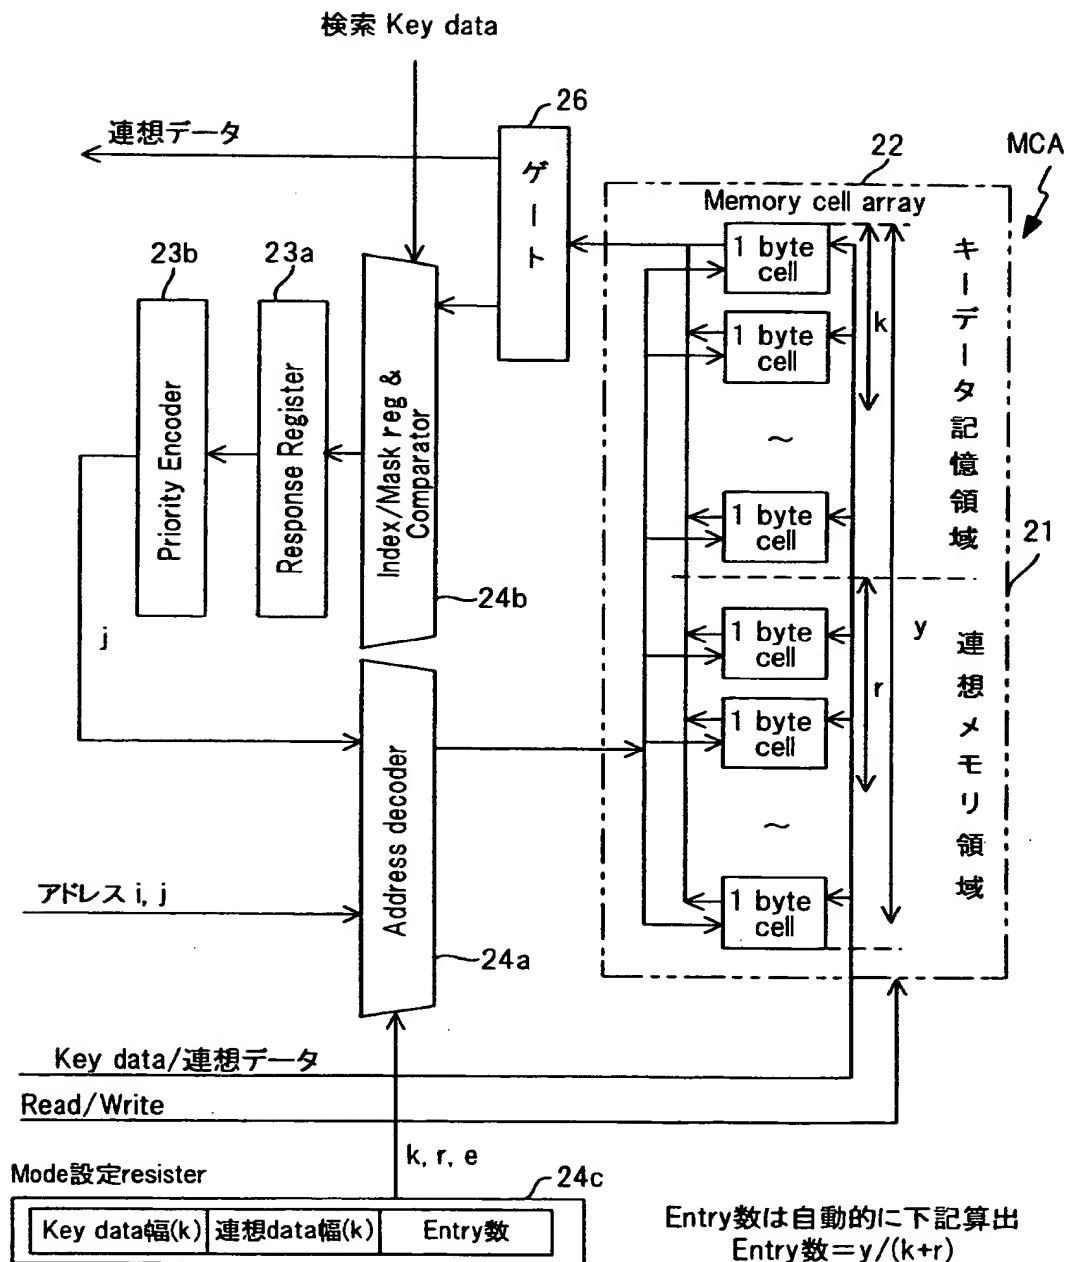 検索 Key data
26
連想データ
ゲート
22
MCA
Memory cell array
23b
23a
1 byte
cell
k
1 byte
cell
キーデータ記憶領域
Priority Encoder
Response Register
Index/Mask reg &
Comparator
~
1 byte
cell
21
24b
j
1 byte
cell
y
r
1 byte
cell
連想メモリ領域
Address decoder
~
アドレス i, j
1 byte
cell
24a
Key data/連想データ
Read/Write
k, r, e
Mode設定resister
24c
Key data幅(k)
連想data幅(k)
Entry数
Entry数は自動的に下記算出
Entry数=y/(k+r)